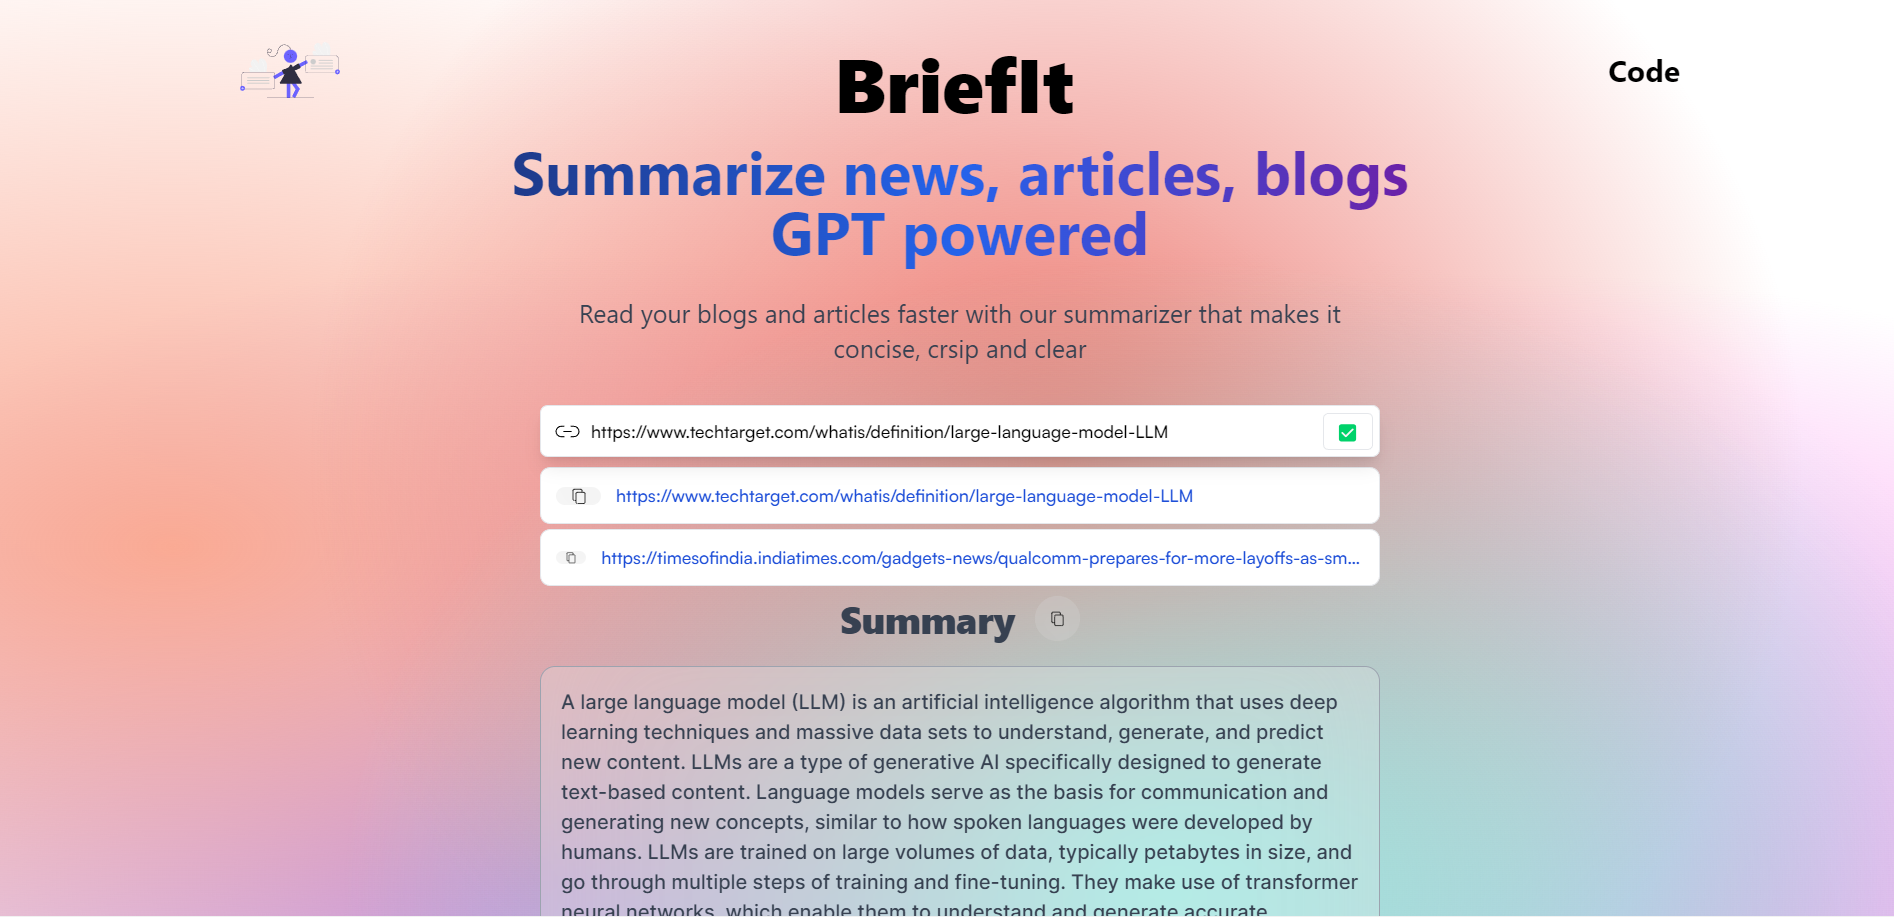 BriefIt
Code
Summarize news, articles, blogs
GPT powered
Read your blogs and articles faster with our summarizer that makes it
concise, crsip and clear
https://www.techtarget.com/whatis/definition/large-language-model-LLM
https://www.techtarget.com/whatis/definition/large-language-model-LLM
https://timesofindia.indiatimes.com/gadgets-news/qualcomm-prepares-for-more-layoffs-as-sm...
Summary
A large language model (LLM) is an artificial intelligence algorithm that uses deep
learning techniques and massive data sets to understand, generate, and predict
new content. LLMs are a type of generative AI specifically designed to generate
text-based content. Language models serve as the basis for communication and
generating new concepts, similar to how spoken languages were developed by
humans. LLMs are trained on large volumes of data, typically petabytes in size, and
go through multiple steps of training and fine-tuning. They make use of transformer
neural networks, which enable them to understand and generate accurate